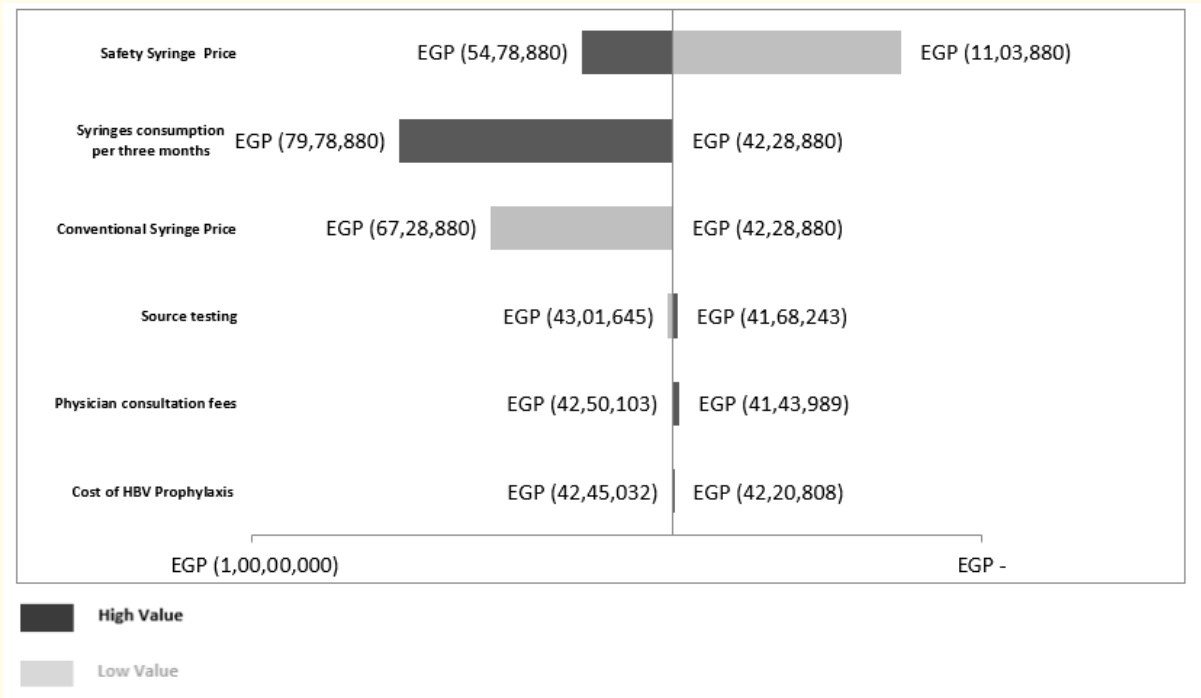 Safety Syringe Price
EGP (54,78,880)
EGP (11,03,880)
Syringes consumption
per three months
EGP (79,78,880)
EGP (42,28,880)
Conventional Syringe Price
EGP (67,28,880)
EGP (42,28,880)
Source testing
EGP (43,01,645)
EGP (41,68,243)
Physician consultation fees
EGP (42,50,103)
EGP (41,43,989)
Cost of HBV Prophylaxis
EGP (42,45,032)
EGP (42,20,808)
EGP (1,00,00,000)
EGP -
High Value
Low Value